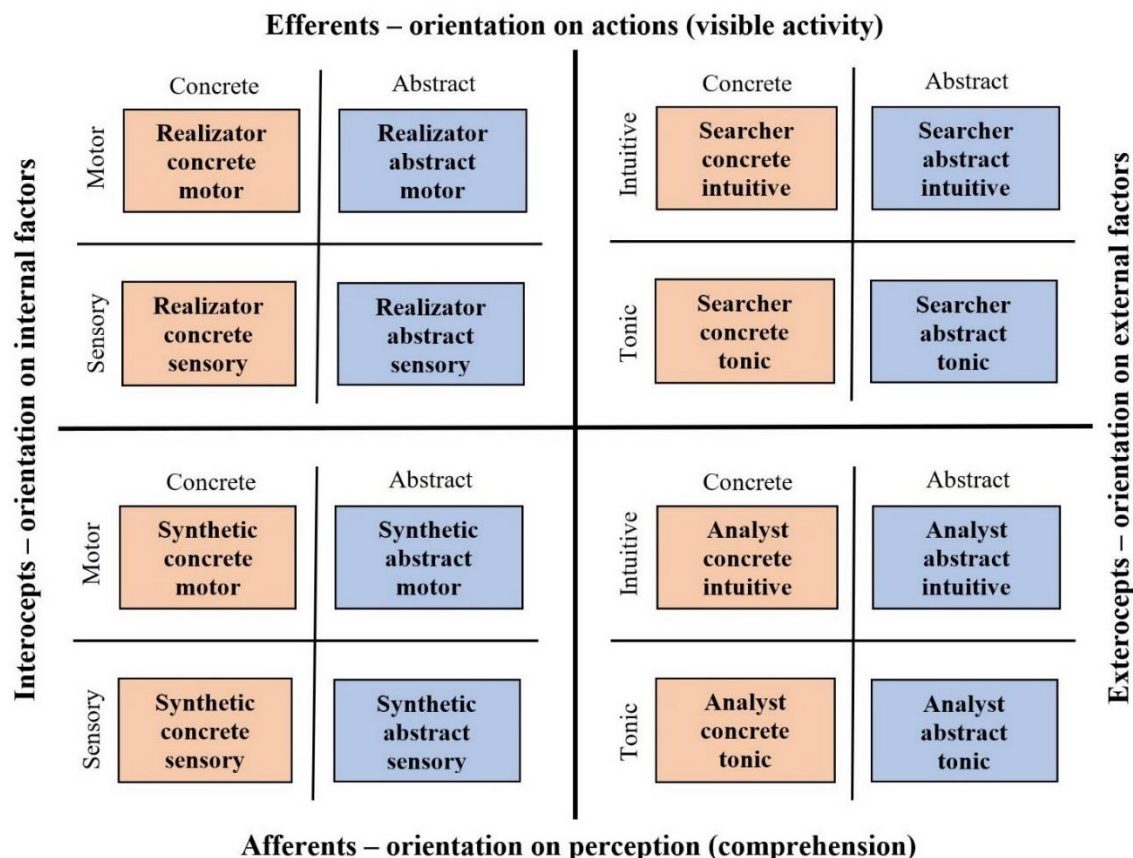 Efferents – orientation on actions (visible activity)
Interocepts – orientation on internal factors
Exterocepts – orientation on external factors
Concrete
Abstract
Motor
Realizator
concrete
motor
Realizator
abstract
motor
Sensory
Realizator
concrete
sensory
Realizator
abstract
sensory
Concrete
Abstract
Intuitive
Searcher
concrete
intuitive
Searcher
abstract
intuitive
Tonic
Searcher
concrete
tonic
Searcher
abstract
tonic
Concrete
Abstract
Motor
Synthetic
concrete
motor
Synthetic
abstract
motor
Sensory
Synthetic
concrete
sensory
Synthetic
abstract
sensory
Concrete
Abstract
Intuitive
Analyst
concrete
intuitive
Analyst
abstract
intuitive
Tonic
Analyst
concrete
tonic
Analyst
abstract
tonic
Afferents – orientation on perception (comprehension)